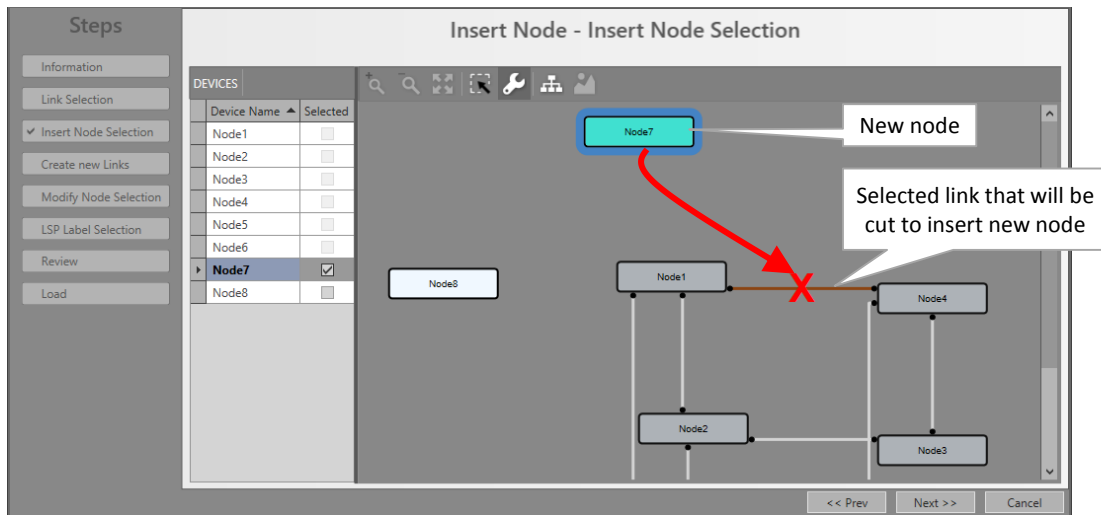 Steps
Information
Link Selection
Insert Node Selection
Create new Links
Modify Node Selection
LSP Label Selection
Review
Load
Insert Node - Insert Node Selection
DEVICES
Device Name Selected
Node1
Node2
Node3
Node4
Node5
Node6
Node7
Node8
Node7
New node
Selected link that will be
cut to insert new node
X
Node8
Node1
Node4
Node2
Node3
<< Prev
Next >>
Cancel